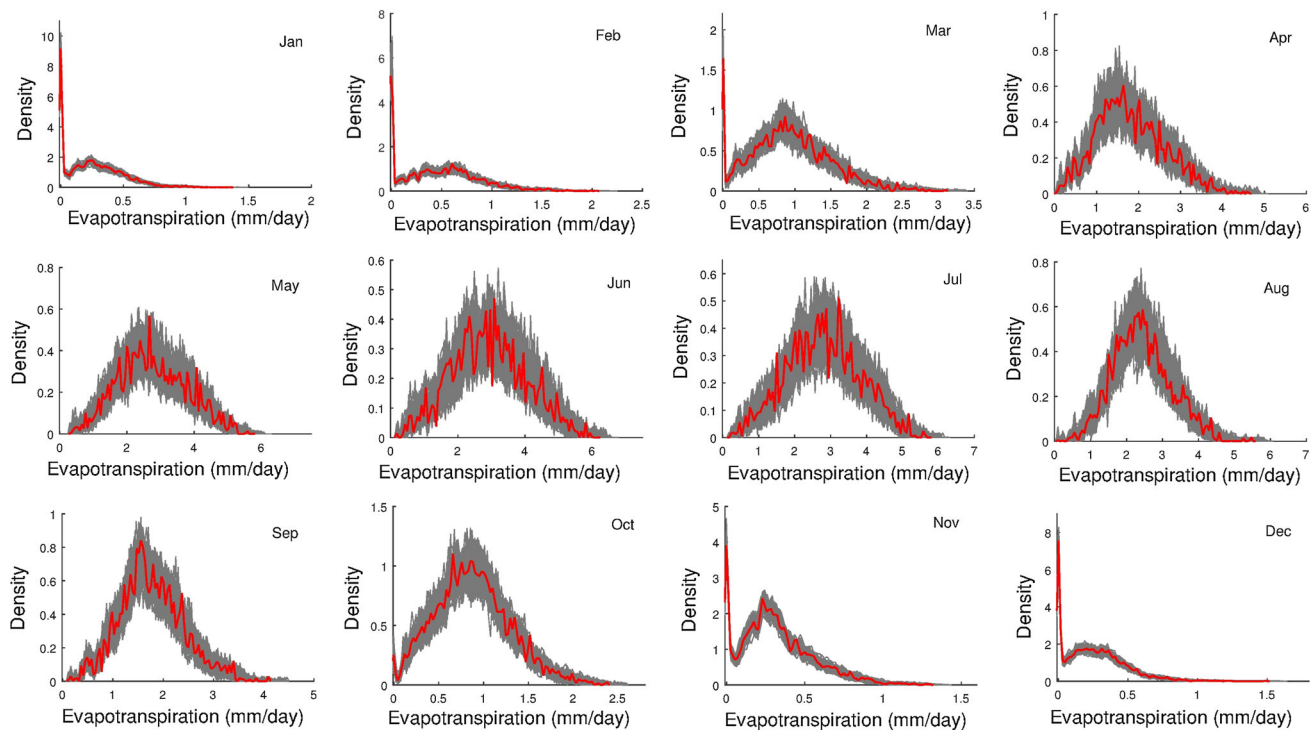 Jan
Density
10
8
6
4
2
0
0 0.5 1 1.5 2
Evapotranspiration (mm/day)
Feb
Density
8
7
6
5
4
3
2
1
0
0 0.5 1 1.5 2 2.5
Evapotranspiration (mm/day)
Mar
Density
2
1.5
1
0.5
0
0 0.5 1 1.5 2 2.5 3 3.5
Evapotranspiration (mm/day)
Apr
Density
1
0.8
0.6
0.4
0.2
0
0 1 2 3 4 5 6
Evapotranspiration (mm/day)
May
Density
0.8
0.6
0.4
0.2
0
0 2 4 6
Evapotranspiration (mm/day)
Jun
Density
0.6
0.5
0.4
0.3
0.2
0.1
0
2 4 6
Evapotranspiration (mm/day)
Jul
Density
0.6
0.5
0.4
0.3
0.2
0.1
0
0 1 2 3 4 5 6 7
Evapotranspiration (mm/day)
Aug
Density
0.8
0.6
0.4
0.2
0
0 1 2 3 4 5 6 7
Evapotranspiration (mm/day)
Sep
Density
1
0.8
0.6
0.4
0.2
0
0 1 2 3 4 5
Evapotranspiration (mm/day)
Oct
Density
1.5
1
0.5
0
0 0.5 1 1.5 2 2.5
Evapotranspiration (mm/day)
Nov
Density
5
4
3
2
1
0
0 0.5 1 1.5
Evapotranspiration (mm/day)
Dec
Density
8
6
4
2
0
0 0.5 1 1.5
Evapotranspiration (mm/day)